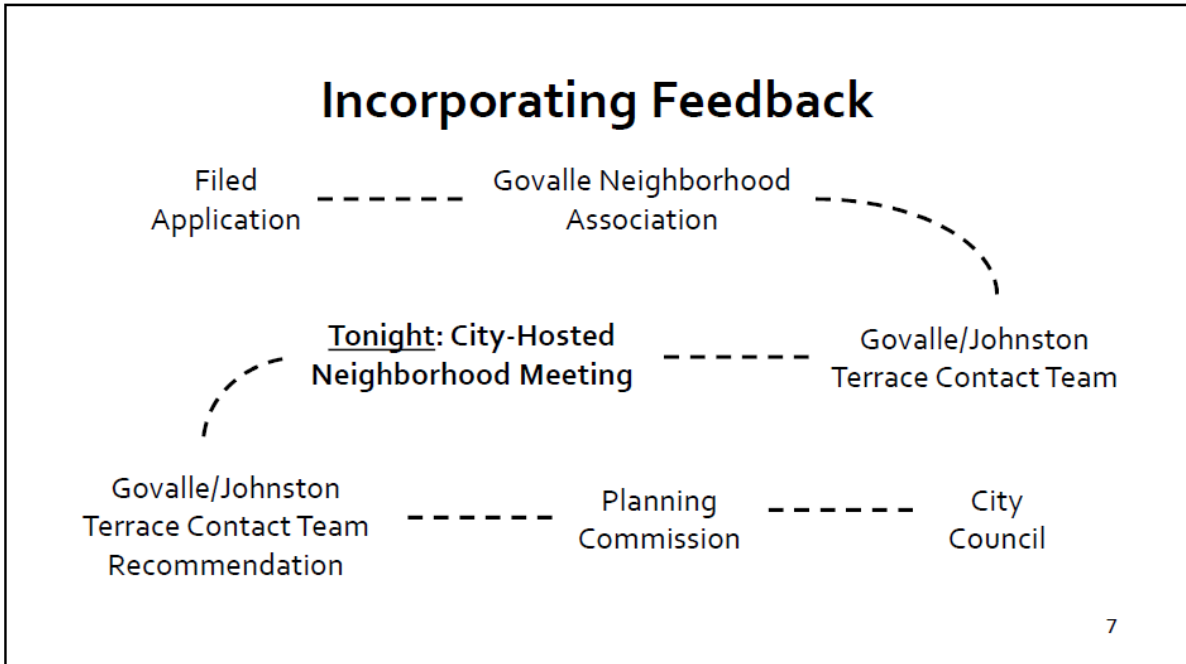 Incorporating Feedback
Filed
Application
Govalle Neighborhood
Association
Govalle/Johnston
Terrace Contact Team
Tonight: City-Hosted
Neighborhood Meeting
Govalle/Johnston
Terrace Contact Team
Recommendation
Planning
Commission
City
Council
7